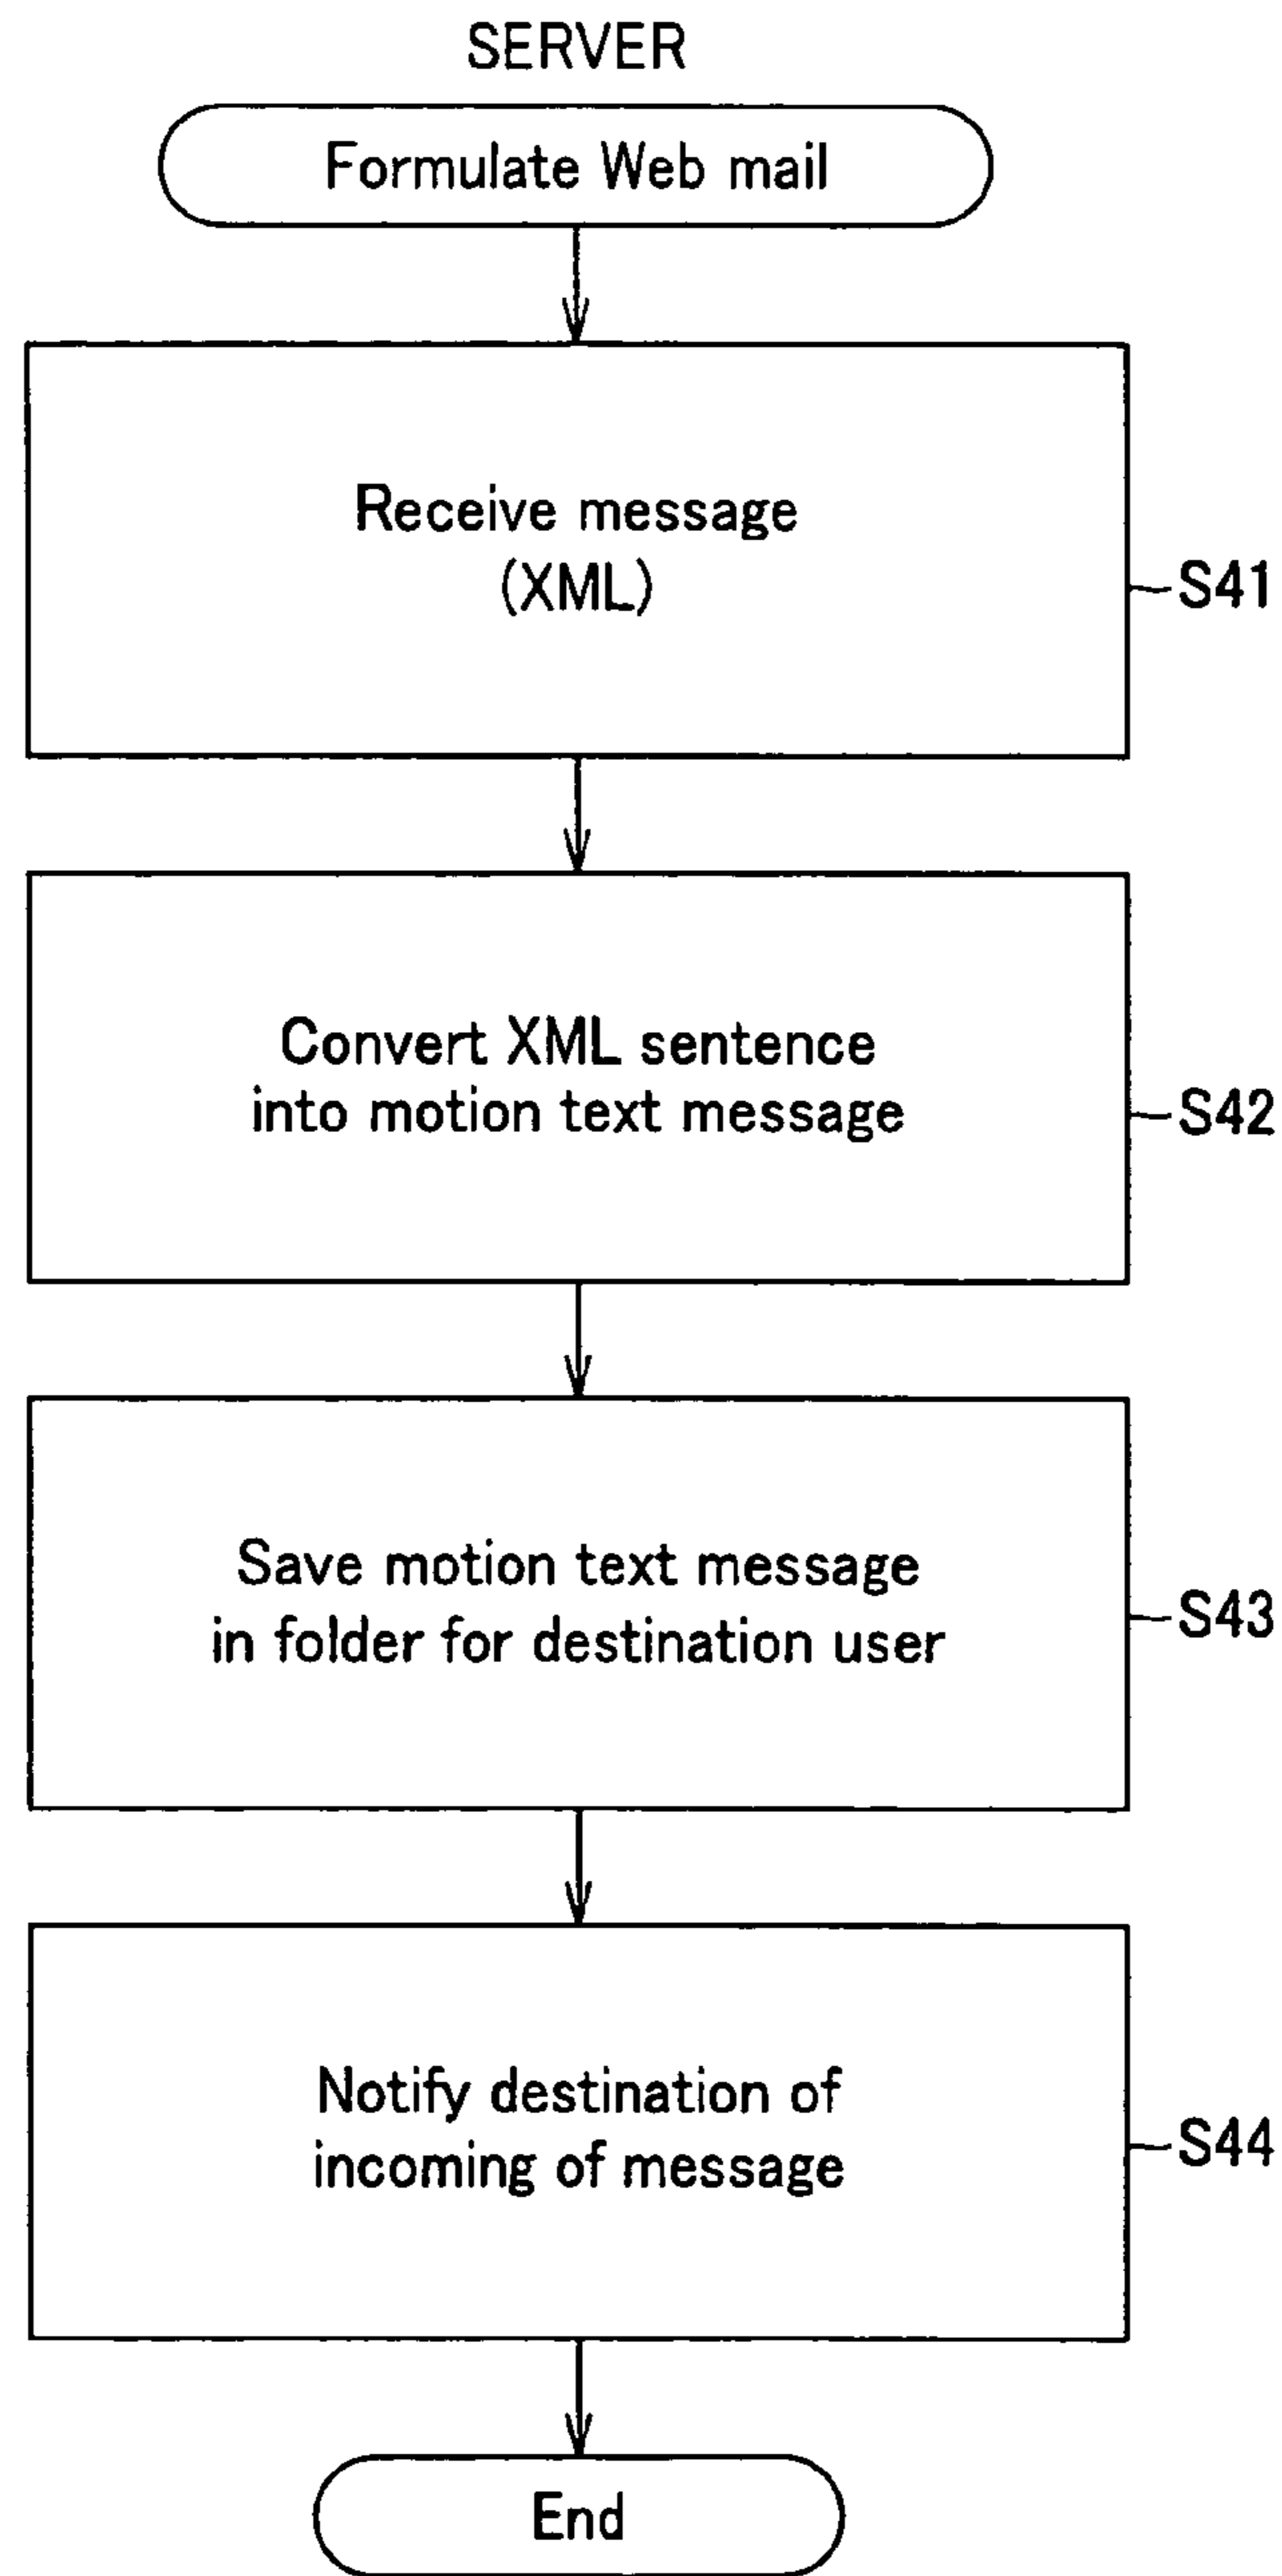 SERVER
Formulate Web mail
Receive message
(XML)
S41
Convert XML sentence
into motion text message
S42
Save motion text message
in folder for destination user
S43
Notify destination of
incoming of message
S44
End